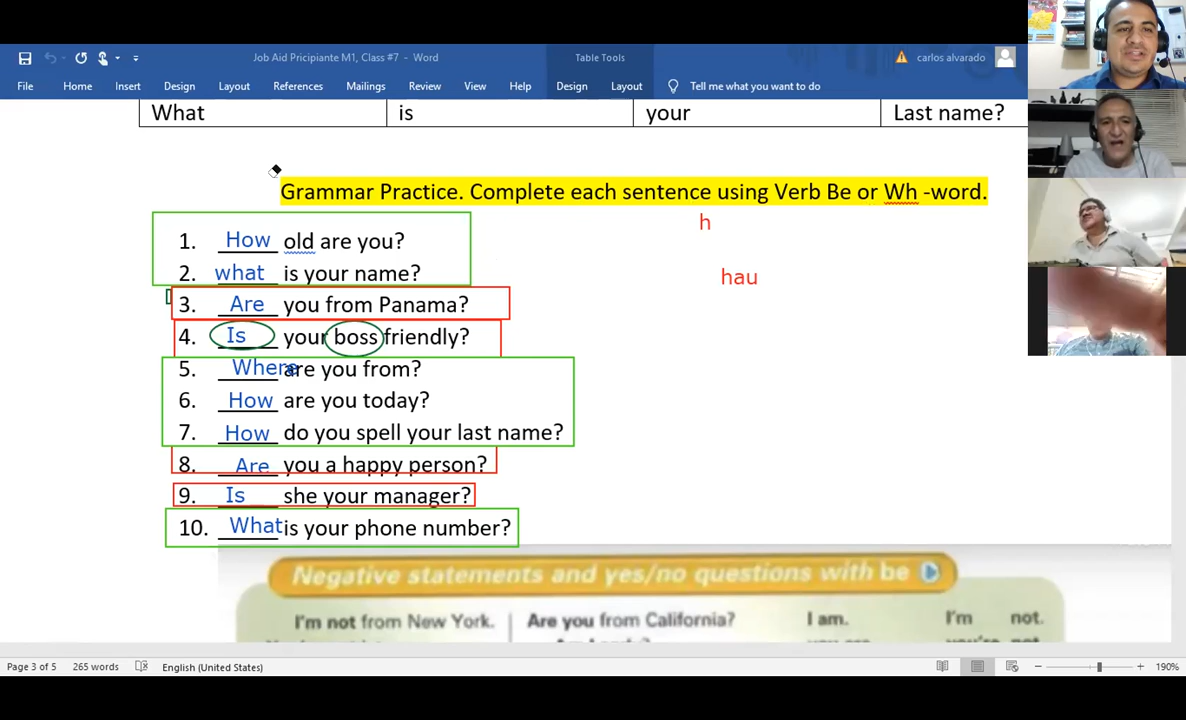 Job Aid Pricipiante M1, Class #7 - Word
Table Tools
carlos alvarado
File Home Insert Design Layout References Mailings Review View Help Design Layout Tell me what you want to do
What is your Last name?
Grammar Practice. Complete each sentence using Verb Be or Wh -word.
h
1. How old are you?
2. what is your name?
hau
3. Are you from Panama?
4. Is your boss friendly?
5. Where are you from?
6. How are you today?
7. How do you spell your last name?
8. Are you a happy person?
9. Is she your manager?
10. What is your phone number?
Negative statements and yes/no questions with be
I'm not from New York. Are you from California? I am. I'm not.
Page 3 of 5 265 words English (United States) 190%